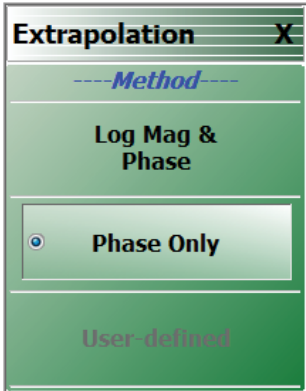 Extrapolation X
----Method----
Log Mag &
Phase
Phase Only
User-defined